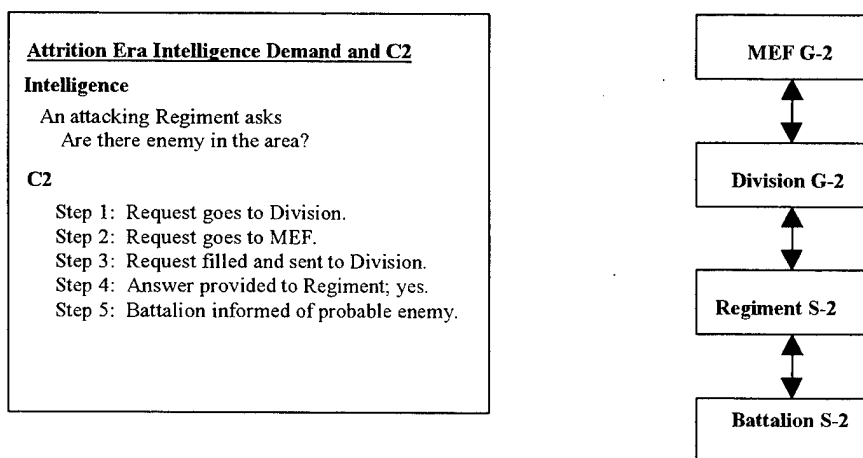 Attrition Era Intelligence Demand and C2
Intelligence
An attacking Regiment asks
Are there enemy in the area?
C2
Step 1: Request goes to Division.
Step 2: Request goes to MEF.
Step 3: Request filled and sent to Division.
Step 4: Answer provided to Regiment; yes.
Step 5: Battalion informed of probable enemy.
MEF G-2
Division G-2
Regiment S-2
Battalion S-2